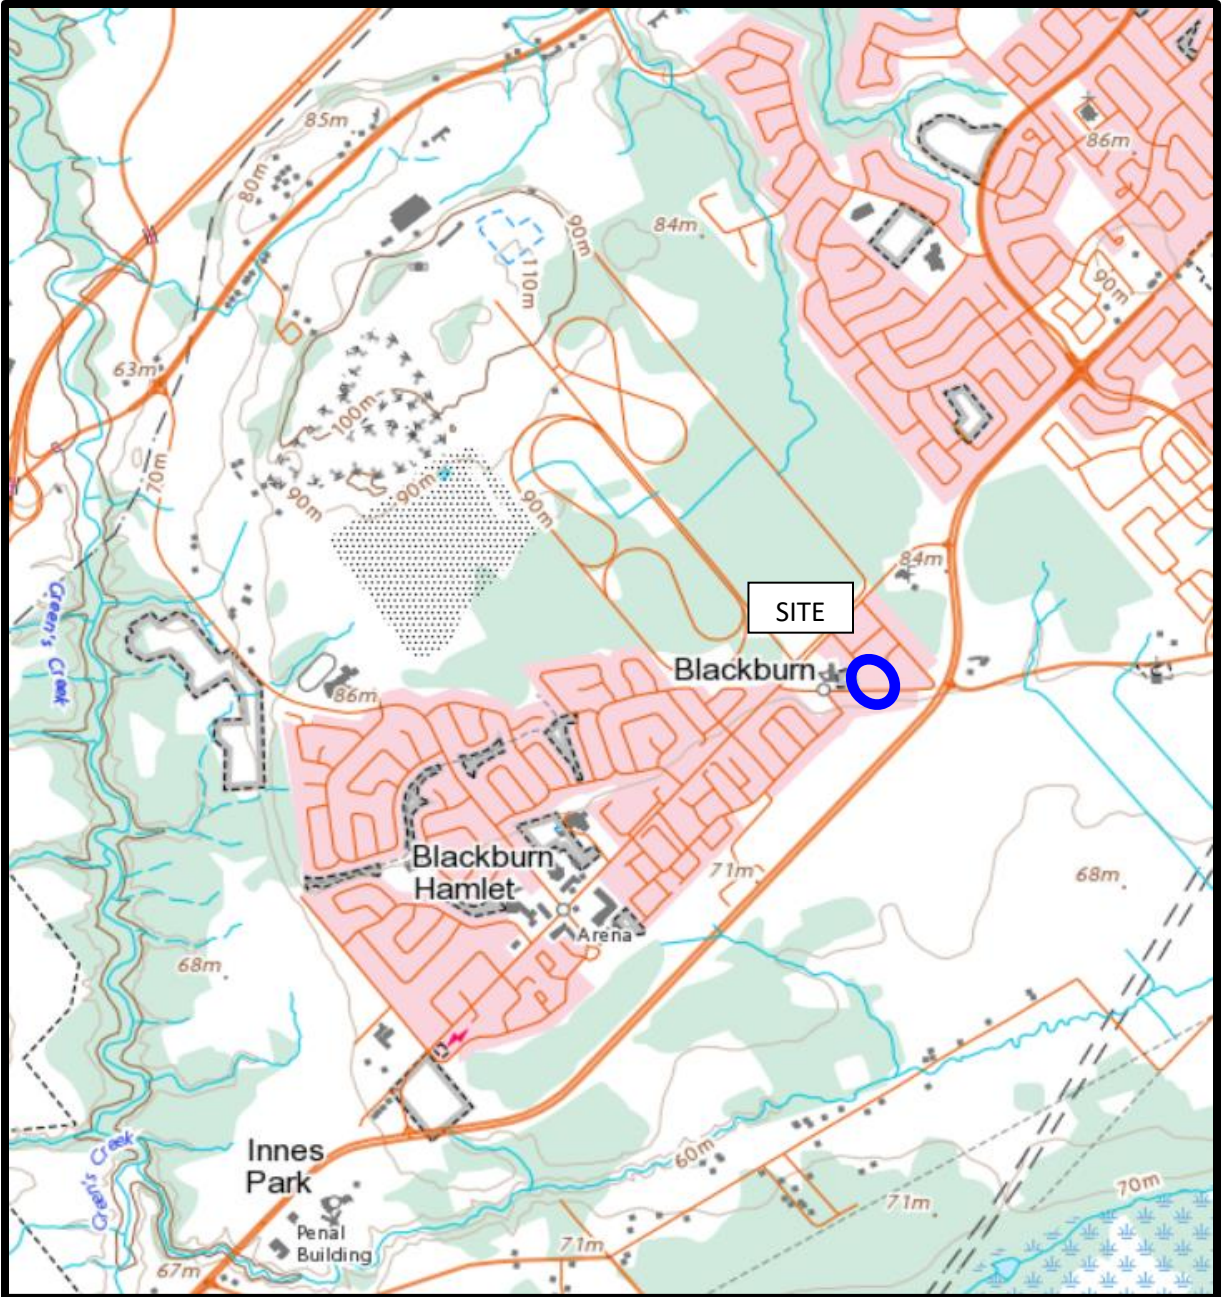 85m
80m
86m
84m
90m
90m
110m
63m
100m
70m
90m
90m
90m
84m
Green's Creek
SITE
Blackburn
86m
Blackburn
Hamlet
71m
68m
Arena
68m
Green's Creek
Innes
Park
60m
70m
71m
Penal
Building
71m
67m